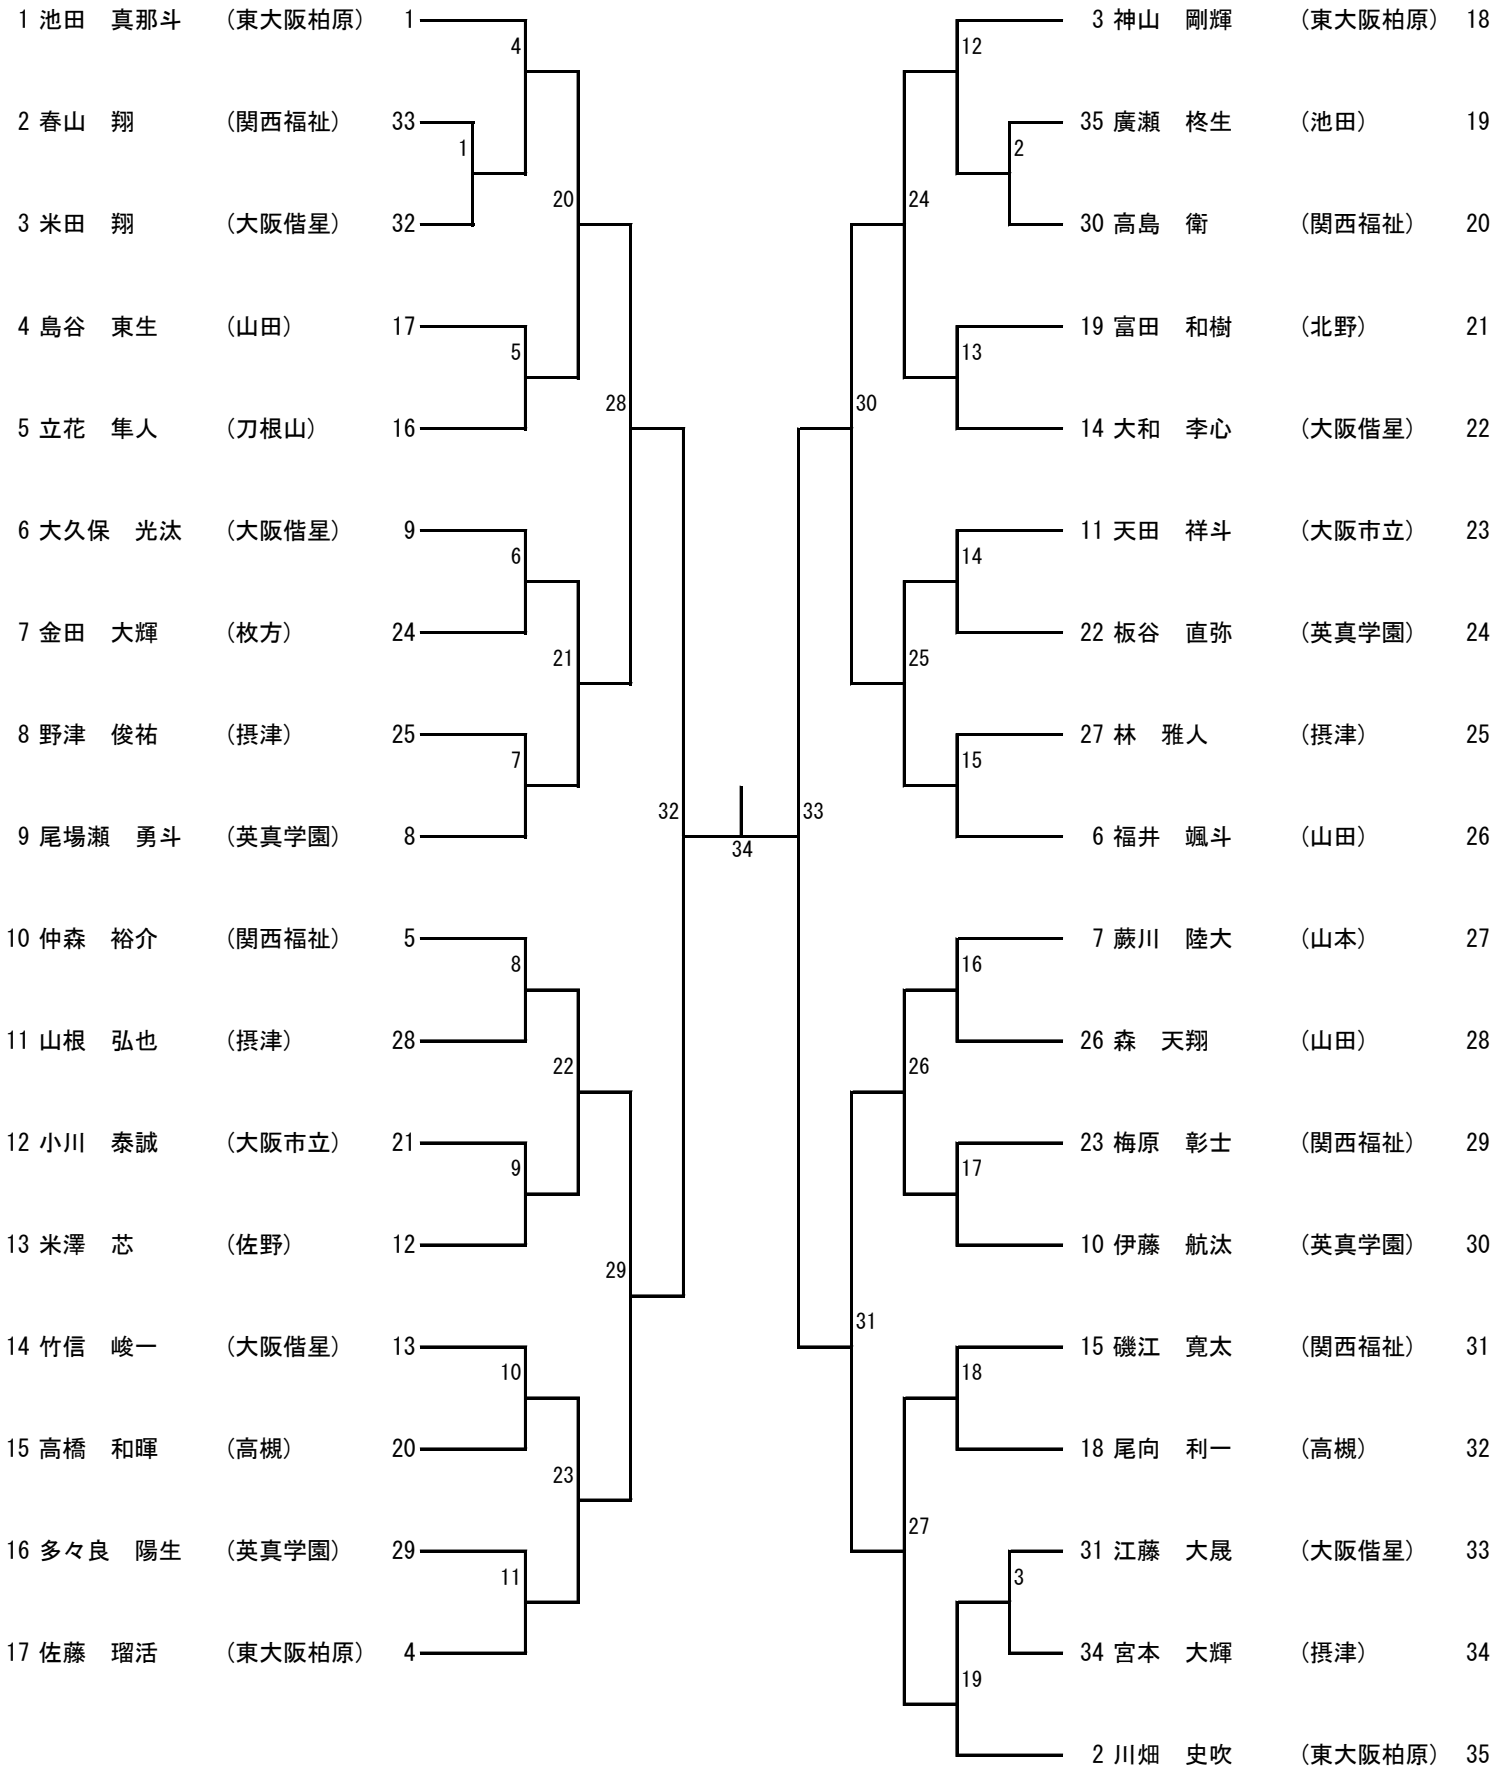 1 池田　真那斗　（東大阪柏原） 1
4
2 春山　翔　（関西福祉） 33
1
20
3 米田　翔　（大阪偕星） 32
4 島谷　東生　（山田） 17
5
28
5 立花　隼人　（刀根山） 16
6 大久保　光汰　（大阪偕星） 9
6
7 金田　大輝　（枚方） 24
21
8 野津　俊祐　（摂津） 25
7
32
9 尾場瀬　勇斗　（英真学園） 8
34
10 仲森　裕介　（関西福祉） 5
8
11 山根　弘也　（摂津） 28
22
12 小川　泰誠　（大阪市立） 21
9
13 米澤　芯　（佐野） 12
29
14 竹信　峻一　（大阪偕星） 13
10
15 高橋　和暉　（高槻） 20
23
16 多々良　陽生　（英真学園） 29
11
17 佐藤　瑠活　（東大阪柏原） 4
3 神山　剛輝　（東大阪柏原） 18
12
35 廣瀬　柊生　（池田） 19
2
24
30 高島　衛　（関西福祉） 20
19 富田　和樹　（北野） 21
13
30
14 大和　李心　（大阪偕星） 22
11 天田　祥斗　（大阪市立） 23
14
22 板谷　直弥　（英真学園） 24
25
27 林　雅人　（摂津） 25
15
33
6 福井　颯斗　（山田） 26
7 蕨川　陸大　（山本） 27
16
26 森　天翔　（山田） 28
26
23 梅原　彰士　（関西福祉） 29
17
10 伊藤　航汰　（英真学園） 30
31
15 磯江　寛太　（関西福祉） 31
18
18 尾向　利一　（高槻） 32
27
31 江藤　大晟　（大阪偕星） 33
3
34 宮本　大輝　（摂津） 34
19
2 川畑　史吹　（東大阪柏原） 35